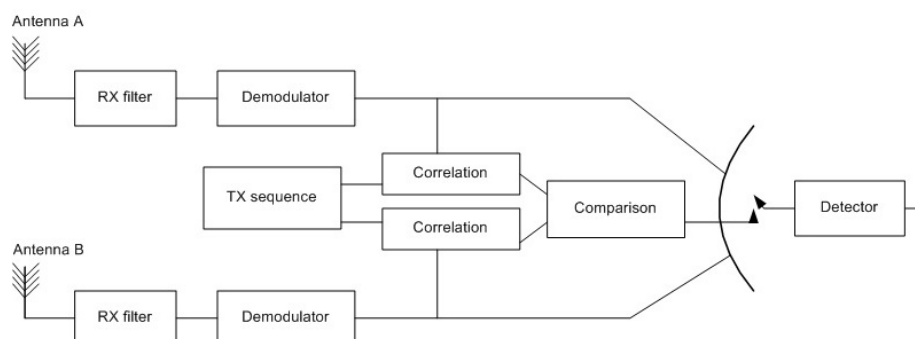 Antenna A
RX filter
Demodulator
Correlation
TX sequence
Comparison
Detector
Correlation
Antenna B
RX filter
Demodulator